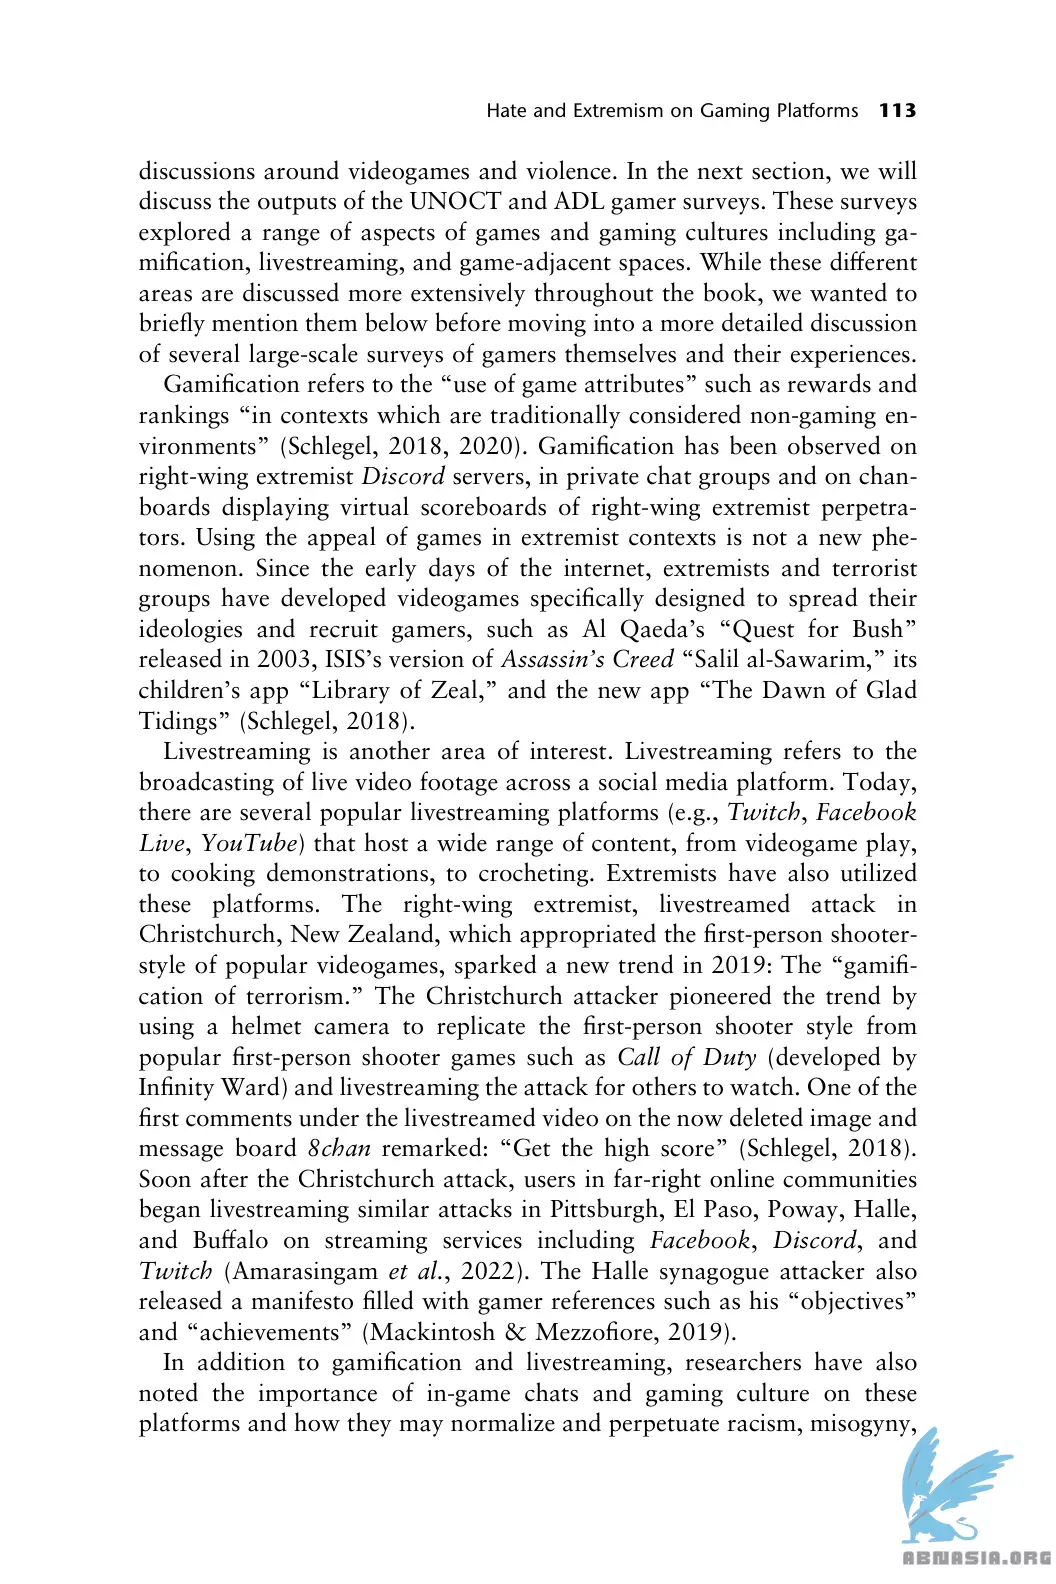 Hate and Extremism on Gaming Platforms 113
discussions around videogames and violence. In the next section, we will
discuss the outputs of the UNOCT and ADL gamer surveys. These surveys
explored a range of aspects of games and gaming cultures including ga-
mification, livestreaming, and game-adjacent spaces. While these different
areas are discussed more extensively throughout the book, we wanted to
briefly mention them below before moving into a more detailed discussion
of several large-scale surveys of gamers themselves and their experiences.
Gamification refers to the “use of game attributes” such as rewards and
rankings “in contexts which are traditionally considered non-gaming en-
vironments” (Schlegel, 2018, 2020). Gamification has been observed on
right-wing extremist Discord servers, in private chat groups and on chan-
boards displaying virtual scoreboards of right-wing extremist perpetra-
tors. Using the appeal of games in extremist contexts is not a new phe-
nomenon. Since the early days of the internet, extremists and terrorist
groups have developed videogames specifically designed to spread their
ideologies and recruit gamers, such as Al Qaeda’s “Quest for Bush”
released in 2003, ISIS’s version of Assassin’s Creed “Salil al-Sawarim,” its
children’s app “Library of Zeal,” and the new app “The Dawn of Glad
Tidings” (Schlegel, 2018).
Livestreaming is another area of interest. Livestreaming refers to the
broadcasting of live video footage across a social media platform. Today,
there are several popular livestreaming platforms (e.g., Twitch, Facebook
Live, YouTube) that host a wide range of content, from videogame play,
to cooking demonstrations, to crocheting. Extremists have also utilized
these platforms. The right-wing extremist, livestreamed attack in
Christchurch, New Zealand, which appropriated the first-person shooter-
style of popular videogames, sparked a new trend in 2019: The “gamifi-
cation of terrorism.” The Christchurch attacker pioneered the trend by
using a helmet camera to replicate the first-person shooter style from
popular first-person shooter games such as Call of Duty (developed by
Infinity Ward) and livestreaming the attack for others to watch. One of the
first comments under the livestreamed video on the now deleted image and
message board 8chan remarked: “Get the high score” (Schlegel, 2018).
Soon after the Christchurch attack, users in far-right online communities
began livestreaming similar attacks in Pittsburgh, El Paso, Poway, Halle,
and Buffalo on streaming services including Facebook, Discord, and
Twitch (Amarasingam et al., 2022). The Halle synagogue attacker also
released a manifesto filled with gamer references such as his “objectives”
and “achievements” (Mackintosh & Mezzofiore, 2019).
In addition to gamification and livestreaming, researchers have also
noted the importance of in-game chats and gaming culture on these
platforms and how they may normalize and perpetuate racism, misogyny,
ABNASIA.ORG